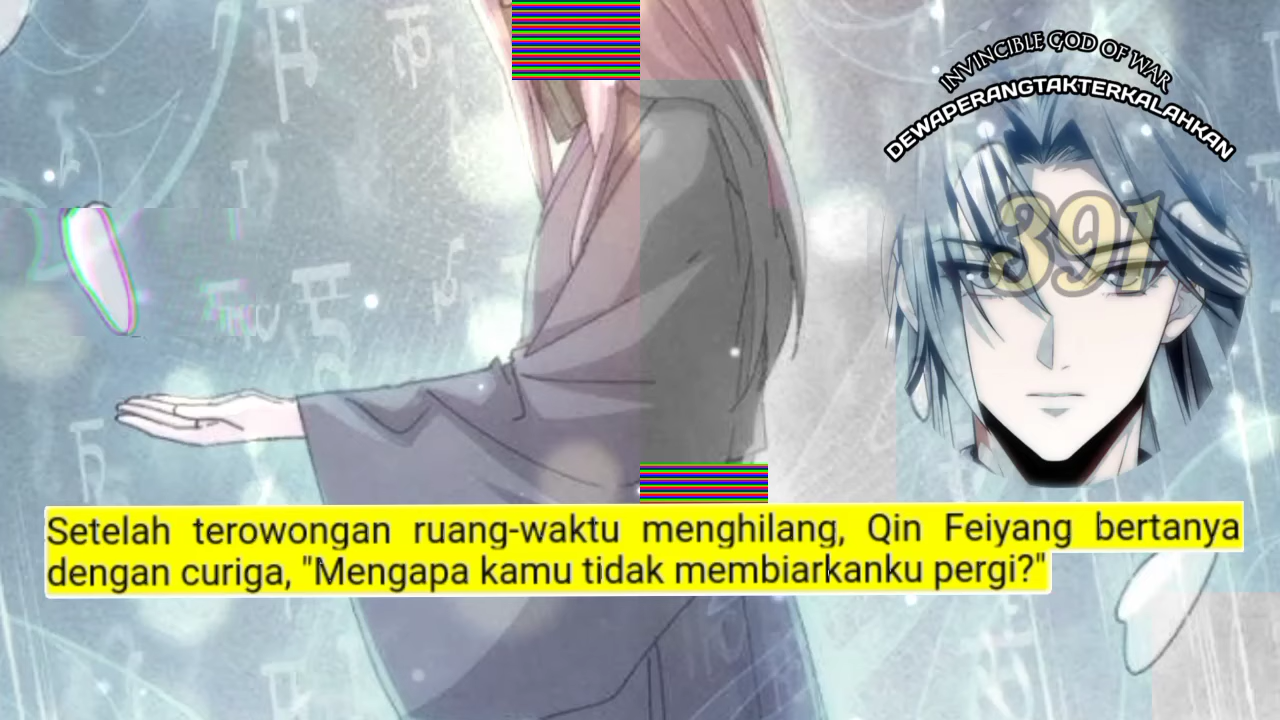 INVINCIBLE GOD OF WAR
DEWAPERANGTAKTERKALAHKAN
391
Setelah terowongan ruang-waktu menghilang, Qin Feiyang bertanya
dengan curiga, "Mengapa kamu tidak membiarkanku pergi?"